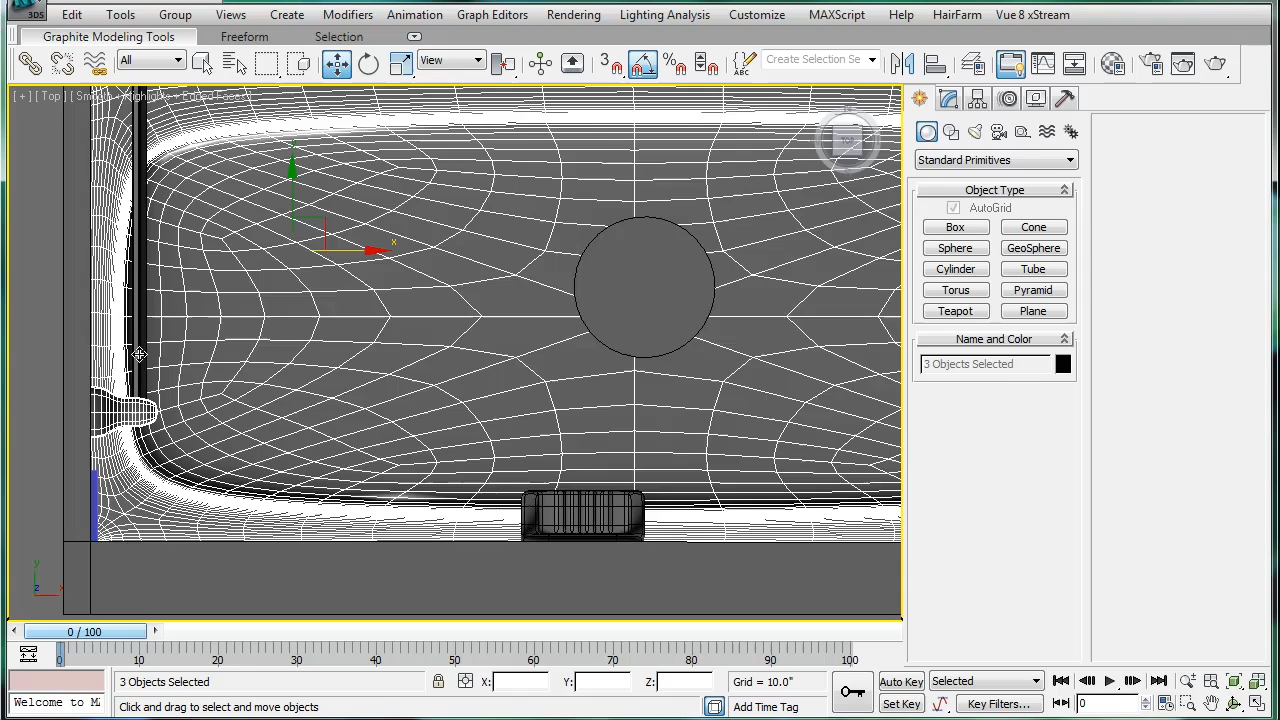 3DS
Edit Tools Group Views Create Modifiers Animation Graph Editors Rendering Lighting Analysis Customize MAXScript Help HairFarm Vue 8 xStream
Graphite Modeling Tools Freeform Selection
All View 3 ABC Create Selection Se
[ + ] [ Top ]
TOP
y
x
y
z x
Standard Primitives
Object Type
AutoGrid
Box Cone
Sphere GeoSphere
Cylinder Tube
Torus Pyramid
Teapot Plane
Name and Color
3 Objects Selected
0 / 100
0 10 20 30 40 50 60 70 80 90 100
3 Objects Selected X: Y: Z: Grid = 10.0" Auto Key Selected
Welcome to Click and drag to select and move objects Add Time Tag Set Key Key Filters... 0